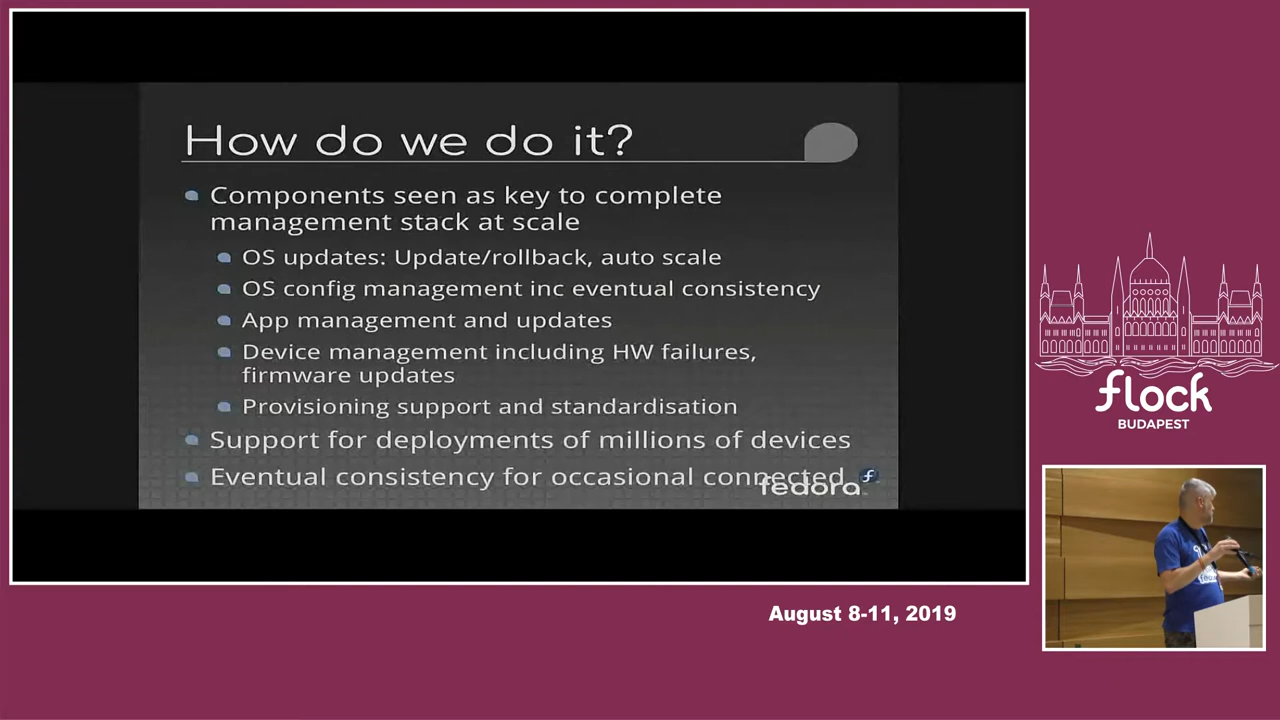 How do we do it?
Components seen as key to complete
management stack at scale
OS updates: Update/rollback, auto scale
OS config management inc eventual consistency
App management and updates
Device management including HW failures,
firmware updates
Provisioning support and standardisation
Support for deployments of millions of devices
Eventual consistency for occasional connected
fedora
flock
BUDAPEST
August 8-11, 2019